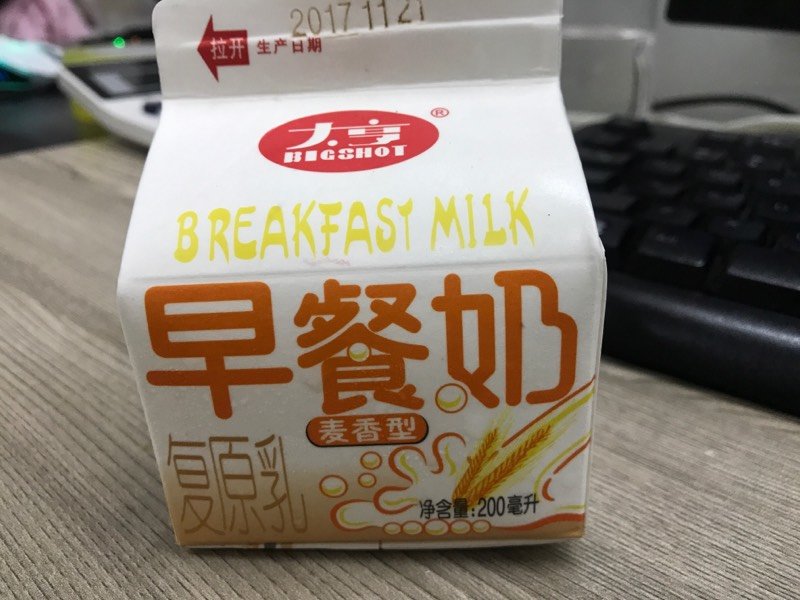 2017 11 21
拉开 生产日期
大亨®
BIGSHOT
BREAKFAST MILK
早餐奶
麦香型
复原乳
净含量:200毫升